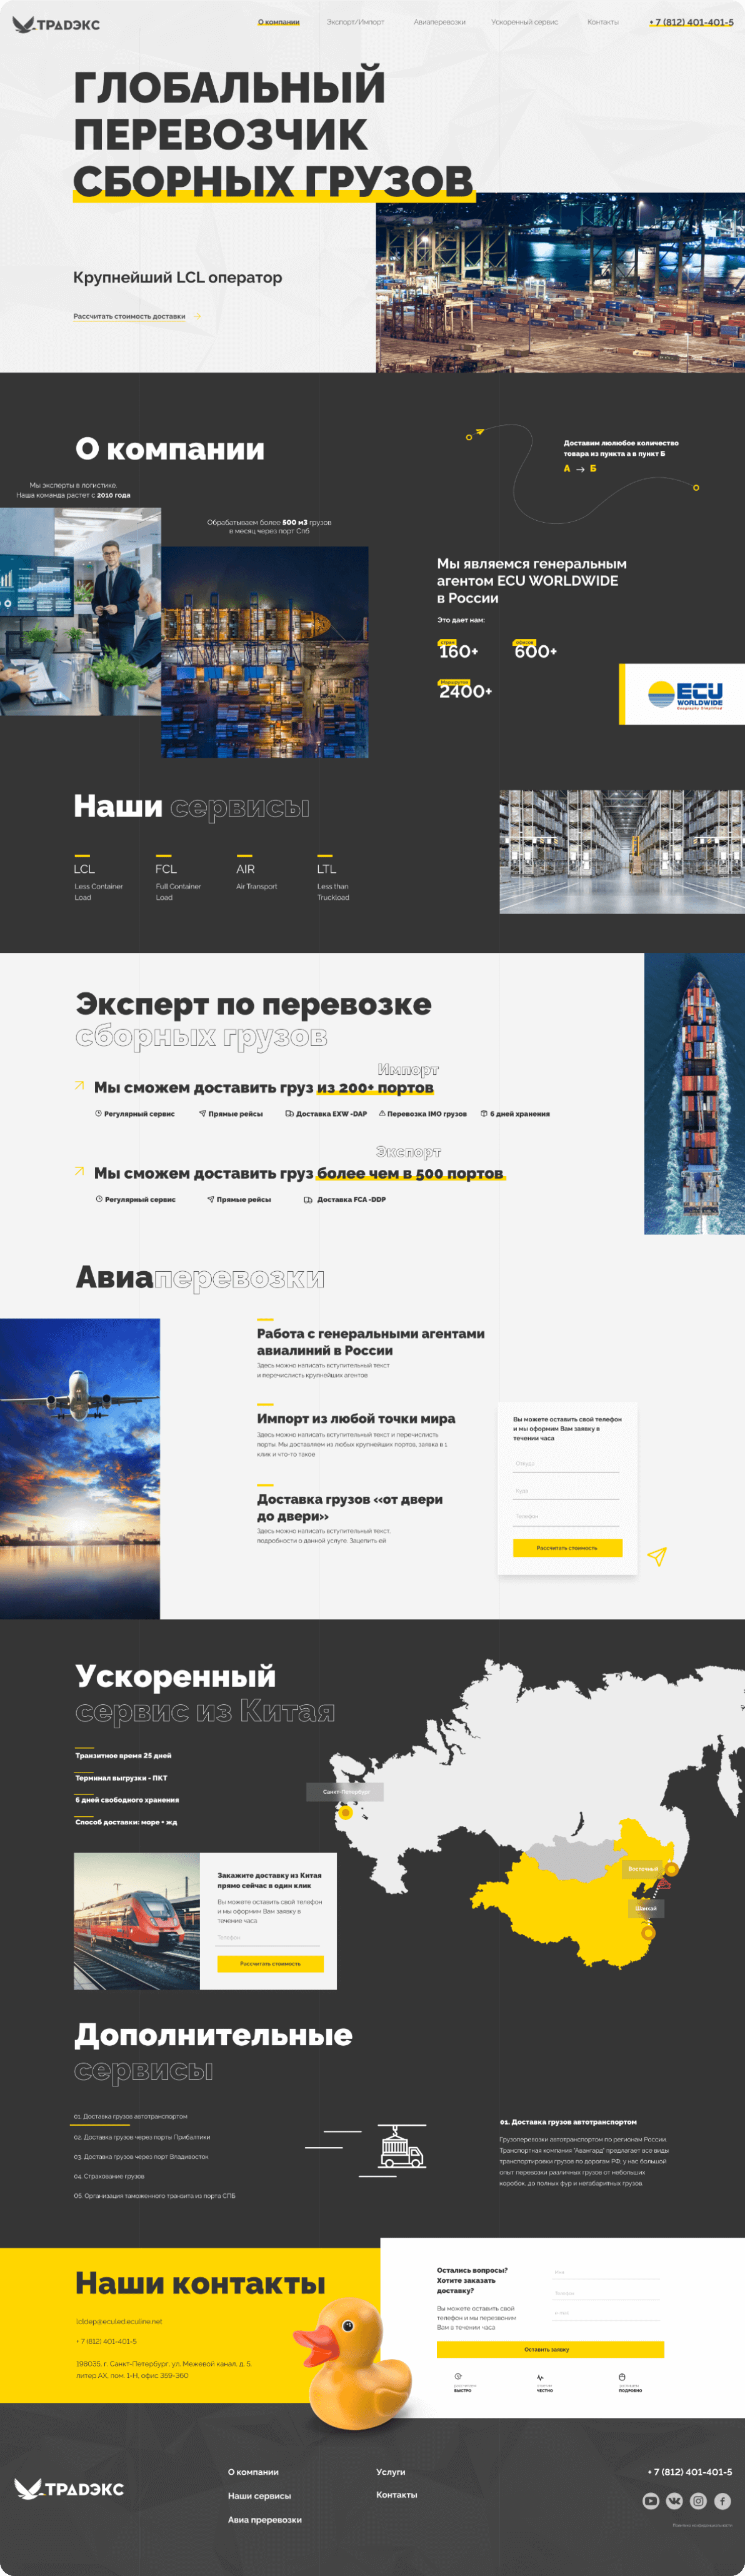 ТРАДЭКС
О компании
Экспорт/Импорт
Авиаперевозки
Ускоренный сервис
Контакты
+ 7 (812) 401-401-5
ГЛОБАЛЬНЫЙ
ПЕРЕВОЗЧИК
СБОРНЫХ ГРУЗОВ
Крупнейший LCL оператор
Рассчитать стоимость доставки
О компании
Доставим люлюбое количество
товара из пункта а в пункт Б
А → Б
Мы эксперты в логистике.
Наша команда растет с 2010 года
Обрабатываем более 500 м3 грузов
в месяц через порт Спб
Мы являемся генеральным
агентом ECU WORLDWIDE
в России
Это дает нам:
стран
160+
офисов
600+
Маршрутов
2400+
ECU
WORLDWIDE
Наши сервисы
LCL
Less Container
Load
FCL
Full Container
Load
AIR
Air Transport
LTL
Less than
Truckload
Эксперт по перевозке
сборных грузов
Импорт
Мы сможем доставить груз из 200+ портов
Регулярный сервис
Прямые рейсы
Доставка EXW -DAP
Перевозка IMO грузов
6 дней хранения
Экспорт
Мы сможем доставить груз более чем в 500 портов
Регулярный сервис
Прямые рейсы
Доставка FCA -DDP
Авиаперевозки
Работа с генеральными агентами
авиалиний в России
Здесь можно написать вступительный текст
и перечислисть крупнейших агентов
Импорт из любой точки мира
Здесь можно написать вступительный текст и перечислисть
порты. Мы доставляем из любых крупнейших портов, заявка в 1
клик и что-то такое
Доставка грузов «от двери
до двери»
Здесь можно написать вступительный текст,
подробности о данной услуге. Зацепить ей
Вы можете оставить свой телефон
и мы оформим Вам заявку в
течении часа
Откуда
Куда
Телефон
Рассчитать стоимость
Ускоренный
сервис из Китая
Транзитное время 25 дней
Терминал выгрузки - ПКТ
6 дней свободного хранения
Способ доставки: море + жд
Санкт-Петербург
Восточный
Шанхай
Закажите доставку из Китая
прямо сейчас в один клик
Вы можете оставить свой телефон
и мы оформим Вам заявку в
течение часа
Телефон
Рассчитать стоимость
Дополнительные
сервисы
01. Доставка грузов автотранспортом
02. Доставка грузов через порты Прибалтики
03. Доставка грузов через порт Владивосток
04. Страхование грузов
05. Организация таможенного транзита из порта СПБ
01. Доставка грузов автотранспортом
Грузоперевозки автотранспортом по регионам России.
Транспортная компания "Авангард" предлагает все виды
транспортировки грузов по дорогам РФ, у нас большой
опыт перевозки различных грузов от небольших
коробок, до полных фур и негабаритных грузов.
Наши контакты
lcldep@eculed.eculine.net
+ 7 (812) 401-401-5
198035, г. Санкт-Петербург, ул. Межевой канал, д. 5,
литер АХ, пом. 1-Н, офис 359-360
Остались вопросы?
Хотите заказать
доставку?
Вы можете оставить свой
телефон и мы перезвоним
Вам в течении часа
Имя
Телефон
e-mail
Оставить заявку
БЫСТРО
ЧЕСТНО
ПОДРОБНО
ТРАДЭКС
О компании
Наши сервисы
Авиа преревозки
Услуги
Контакты
+ 7 (812) 401-401-5